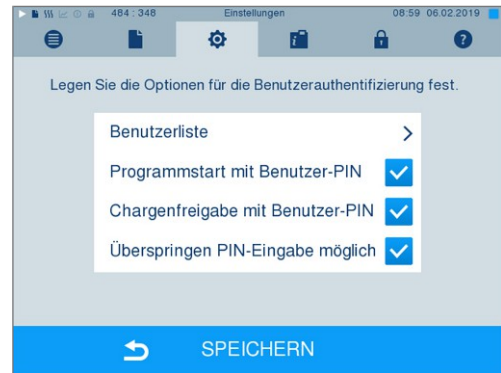 484 : 348 Einstellungen 08:59 06.02.2019
Legen Sie die Optionen für die Benutzerauthentifizierung fest.
Benutzerliste
Programmstart mit Benutzer-PIN
Chargenfreigabe mit Benutzer-PIN
Überspringen PIN-Eingabe möglich
SPEICHERN